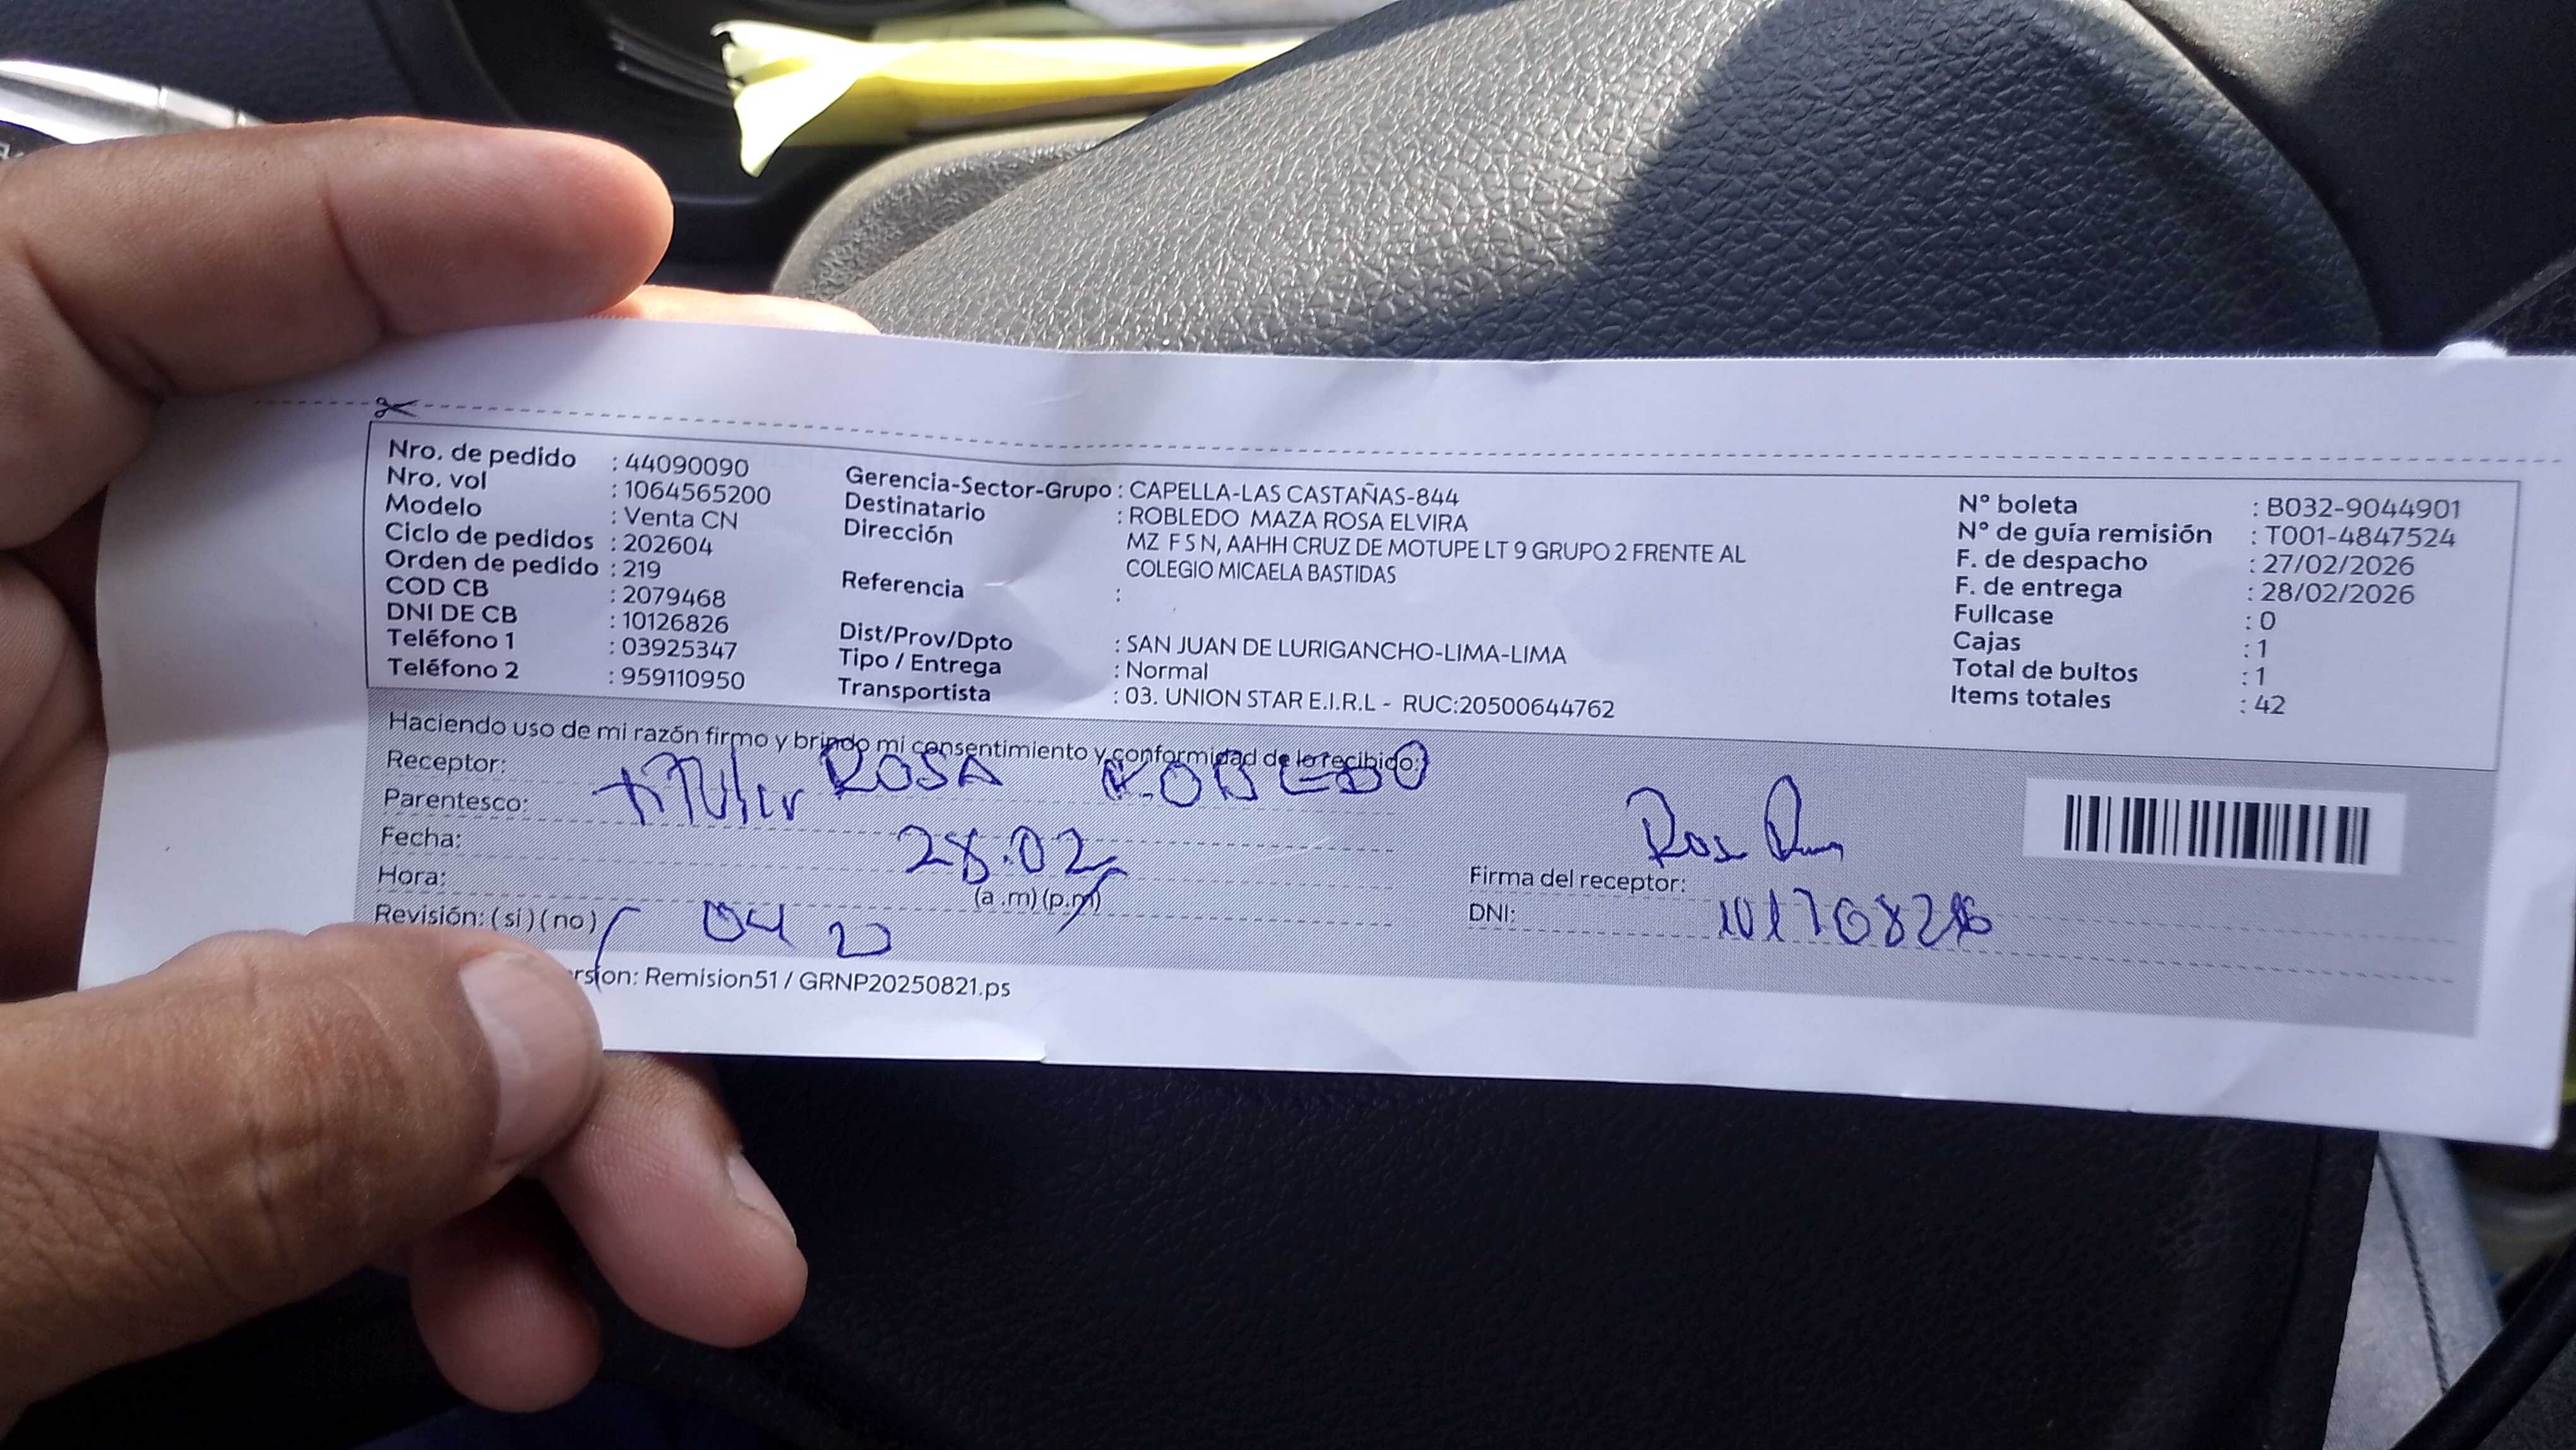 Nro. de pedido : 44090090
Nro. vol : 1064565200
Modelo : Venta CN
Ciclo de pedidos : 202604
Orden de pedido : 219
COD CB : 2079468
DNI DE CB : 10126826
Teléfono 1 : 03925347
Teléfono 2 : 959110950
Gerencia-Sector-Grupo : CAPELLA-LAS CASTAÑAS-844
Destinatario : ROBLEDO MAZA ROSA ELVIRA
Dirección MZ F S N, AAHH CRUZ DE MOTUPE LT 9 GRUPO 2 FRENTE AL
COLEGIO MICAELA BASTIDAS
Referencia :
Dist/Prov/Dpto : SAN JUAN DE LURIGANCHO-LIMA-LIMA
Tipo / Entrega : Normal
Transportista : 03. UNION STAR E.I.R.L - RUC:20500644762
N° boleta : B032-9044901
N° de guía remisión : T001-4847524
F. de despacho : 27/02/2026
F. de entrega : 28/02/2026
Fullcase : 0
Cajas : 1
Total de bultos : 1
Items totales : 42
Haciendo uso de mi razón firmo y brindo mi consentimiento y conformidad de lo recibido:
Receptor: ROSA ROBLEDO
Parentesco: titular
Fecha: 28.02
Hora: (a.m) (p.m)
Revisión: ( si ) ( no ) 04
Firma del receptor: Rosa
DNI:
rsion: Remision51 / GRNP20250821.ps